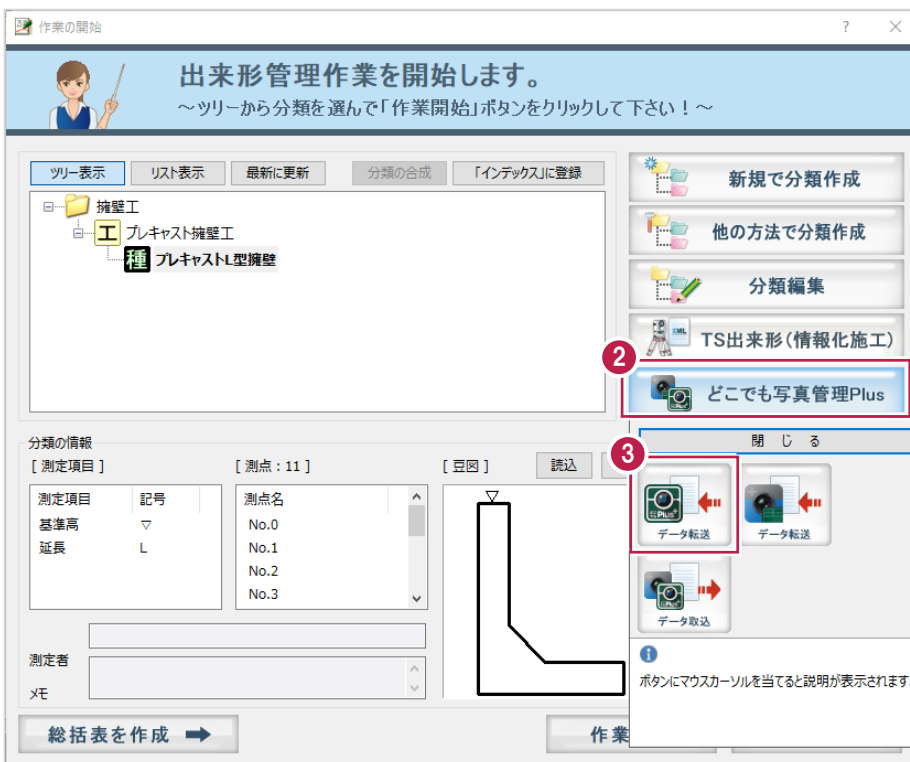 作業の開始
出来形管理作業を開始します。
～ツリーから分類を選んで「作業開始」ボタンをクリックして下さい！～
ツリー表示 リスト表示 最新に更新 分類の合成 「インデックス」に登録
擁壁工
工 プレキャスト擁壁工
種 プレキャストL型擁壁
新規で分類作成
他の方法で分類作成
分類編集
XML TS出来形(情報化施工)
2
どこでも写真管理Plus
閉じる
3
データ転送 データ転送
データ取込
ボタンにマウスカーソルを当てると説明が表示されます
分類の情報
[ 測定項目 ] [ 測点 : 11 ] [ 豆図 ] 読込
測定項目 記号 測点名
基準高 ▽ No.0
延長 L No.1
No.2
No.3
測定者
メモ
総括表を作成 作業